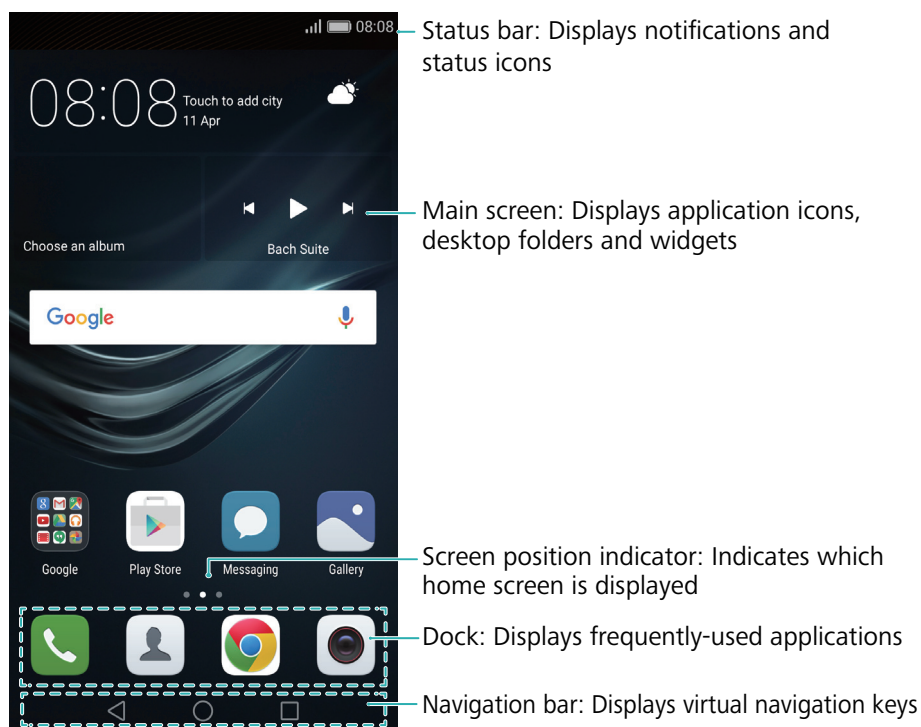 08:08
Status bar: Displays notifications and
status icons
08:08
Touch to add city
11 Apr
Main screen: Displays application icons,
desktop folders and widgets
Choose an album
Bach Suite
Google
Google
Play Store
Messaging
Gallery
Screen position indicator: Indicates which
home screen is displayed
Dock: Displays frequently-used applications
Navigation bar: Displays virtual navigation keys